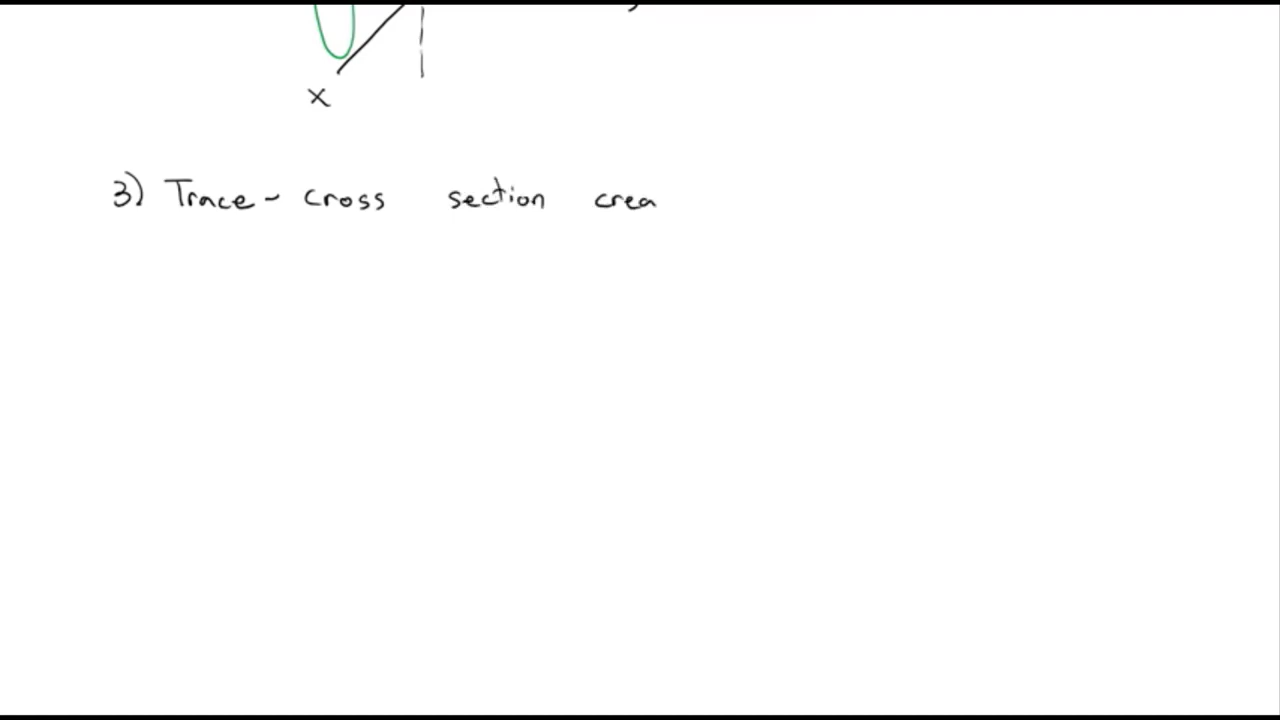 x
3) Trace - cross section crea